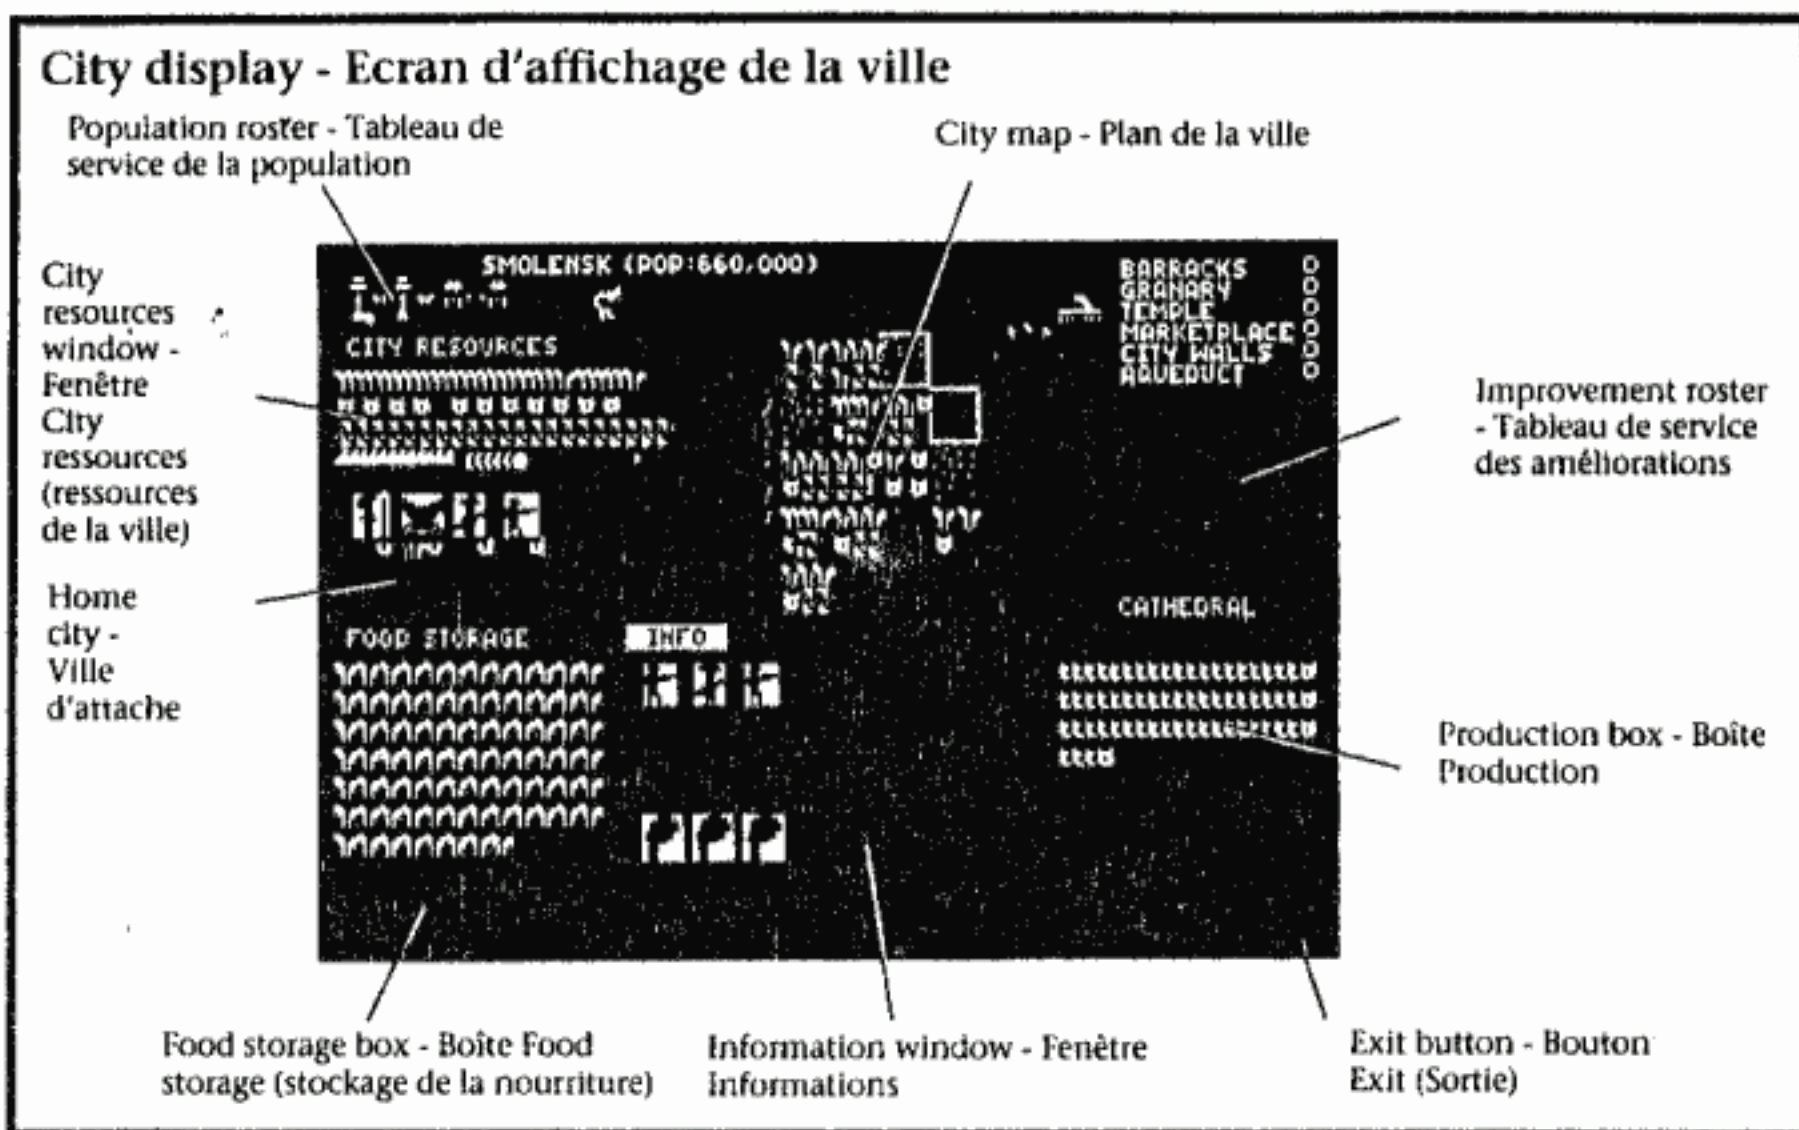 City display - Ecran d'affichage de la ville
Population roster - Tableau de
service de la population
City map - Plan de la ville
City
resources
window -
Fenêtre
City
ressources
(ressources
de la ville)
Home
city -
Ville
d'attache
SMOLENSK (POP:660,000)
CITY RESOURCES
BARRACKS
GRANARY
TEMPLE
MARKETPLACE
CITY WALLS
AQUEDUCT
Improvement roster
- Tableau de service
des améliorations
CATHEDRAL
FOOD STORAGE
INFO
Production box - Boîte
Production
Food storage box - Boîte Food
storage (stockage de la nourriture)
Information window - Fenêtre
Informations
Exit button - Bouton
Exit (Sortie)